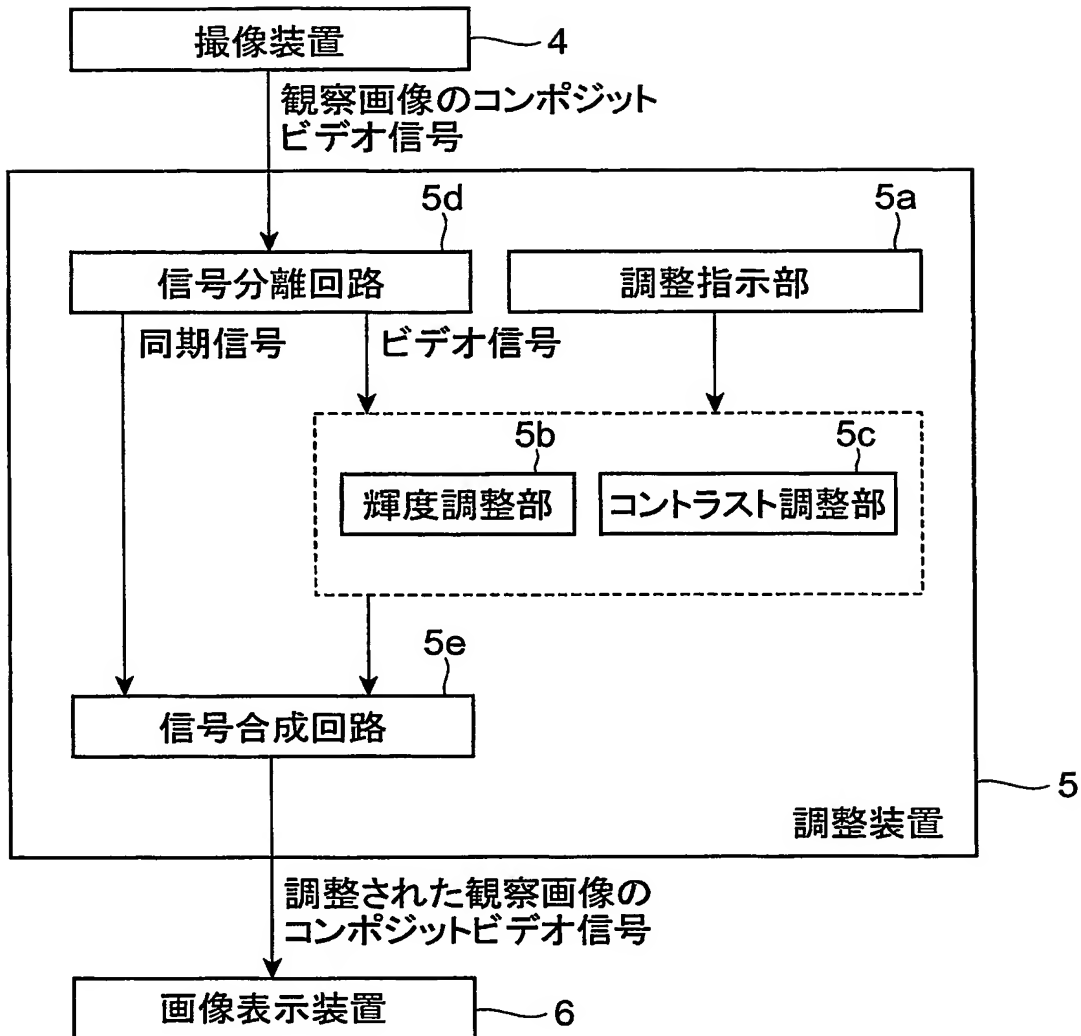 撮像装置
4
観察画像のコンポジット
ビデオ信号
5d
5a
信号分離回路
調整指示部
同期信号
ビデオ信号
5b
5c
輝度調整部
コントラスト調整部
5e
信号合成回路
5
調整装置
調整された観察画像の
コンポジットビデオ信号
画像表示装置
6